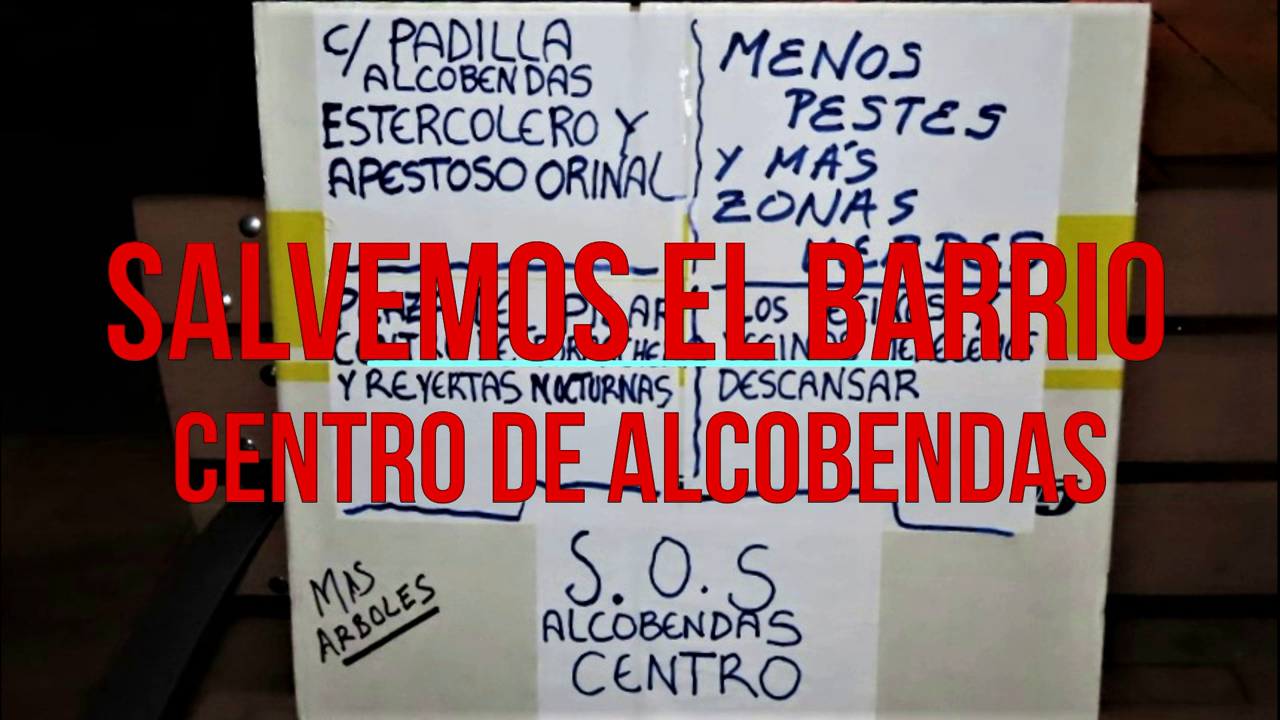 C/ PADILLA
ALCOBENDAS
ESTERCOLERO Y
APESTOSO ORINAL
MENOS
PESTES
Y MÁS
ZONAS
VERDES
SALVEMOS EL BARRIO
Y REYERTAS NOCTURNAS
DESCANSAR
CENTRO DE ALCOBENDAS
MAS
ARBOLES
S.O.S
ALCOBENDAS
CENTRO